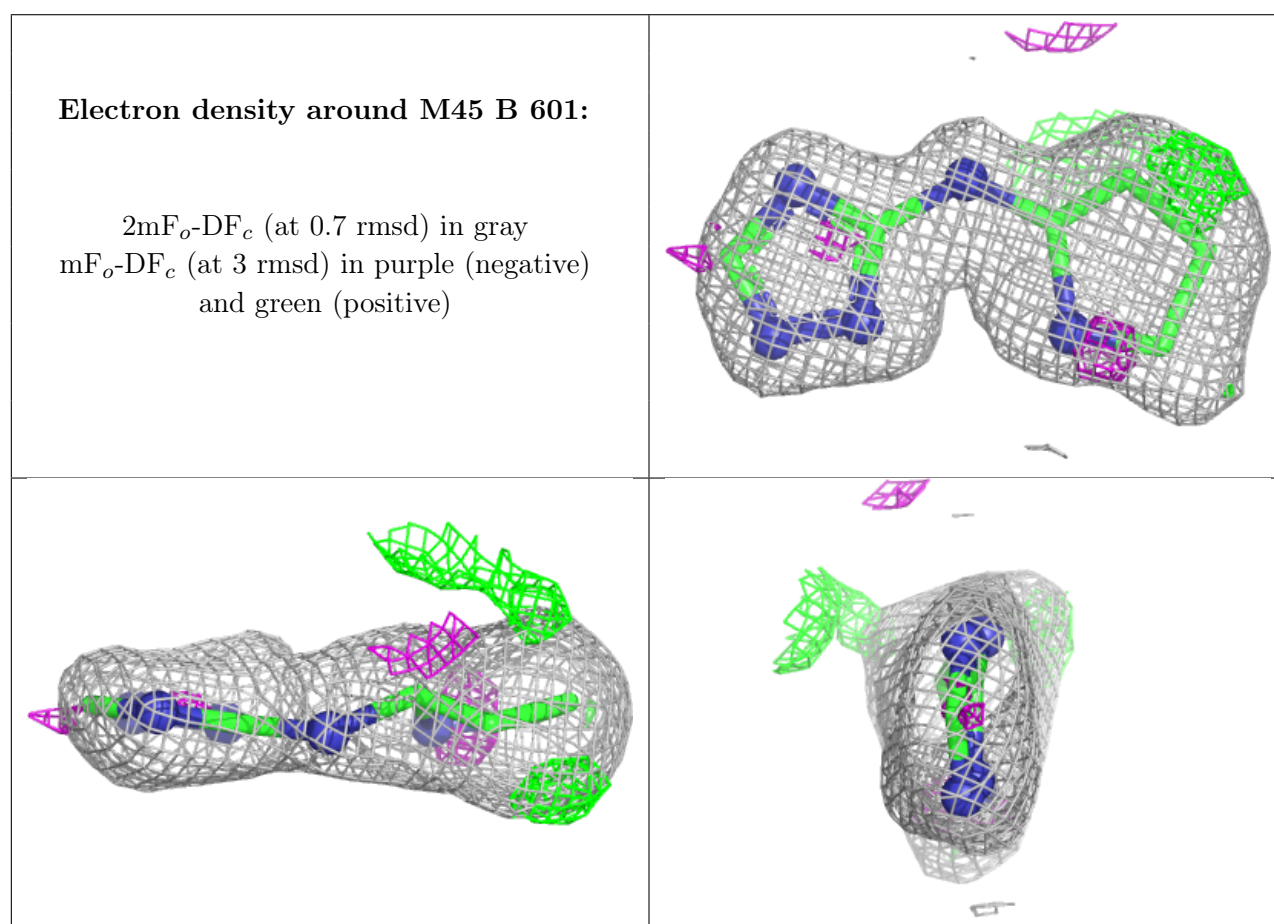 Electron density around M45 B 601:
2mFo-DFc (at 0.7 rmsd) in gray
mFo-DFc (at 3 rmsd) in purple (negative)
and green (positive)